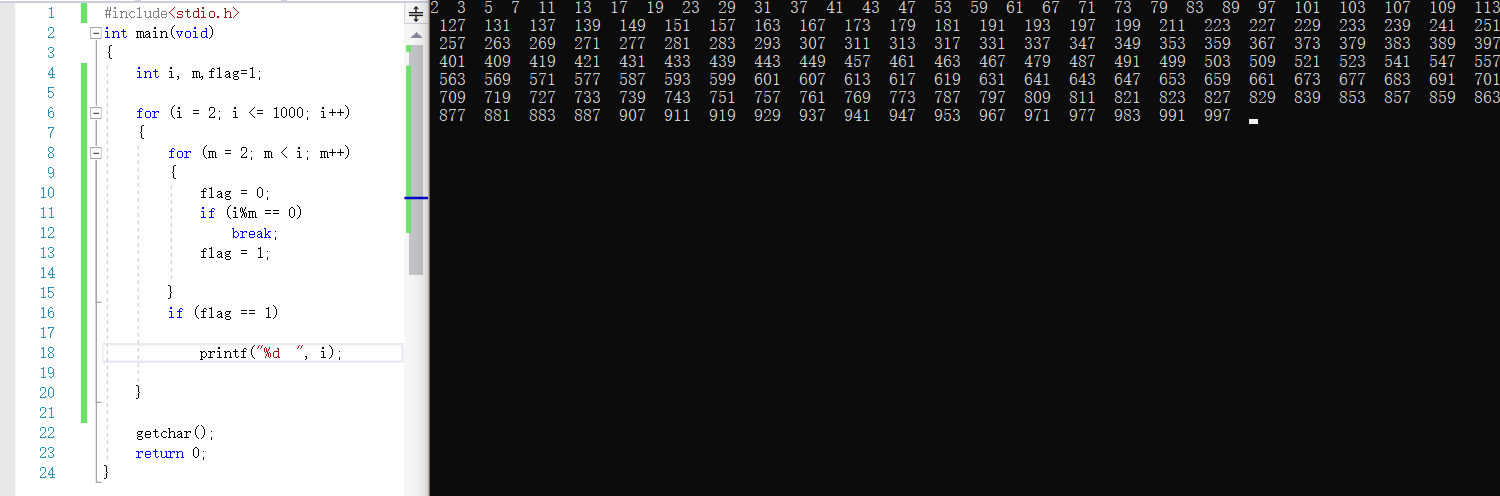 1 #include<stdio.h>
2 int main(void)
3 {
4 int i, m,flag=1;
5
6 for (i = 2; i <= 1000; i++)
7 {
8 for (m = 2; m < i; m++)
9 {
10 flag = 0;
11 if (i%m == 0)
12 break;
13 flag = 1;
14
15 }
16 if (flag == 1)
17
18 printf("%d  ", i);
19
20 }
21
22 getchar();
23 return 0;
24 }
2 3 5 7 11 13 17 19 23 29 31 37 41 43 47 53 59 61 67 71 73 79 83 89 97 101 103 107 109 113
127 131 137 139 149 151 157 163 167 173 179 181 191 193 197 199 211 223 227 229 233 239 241 251
257 263 269 271 277 281 283 293 307 311 313 317 331 337 347 349 353 359 367 373 379 383 389 397
401 409 419 421 431 433 439 443 449 457 461 463 467 479 487 491 499 503 509 521 523 541 547 557
563 569 571 577 587 593 599 601 607 613 617 619 631 641 643 647 653 659 661 673 677 683 691 701
709 719 727 733 739 743 751 757 761 769 773 787 797 809 811 821 823 827 829 839 853 857 859 863
877 881 883 887 907 911 919 929 937 941 947 953 967 971 977 983 991 997